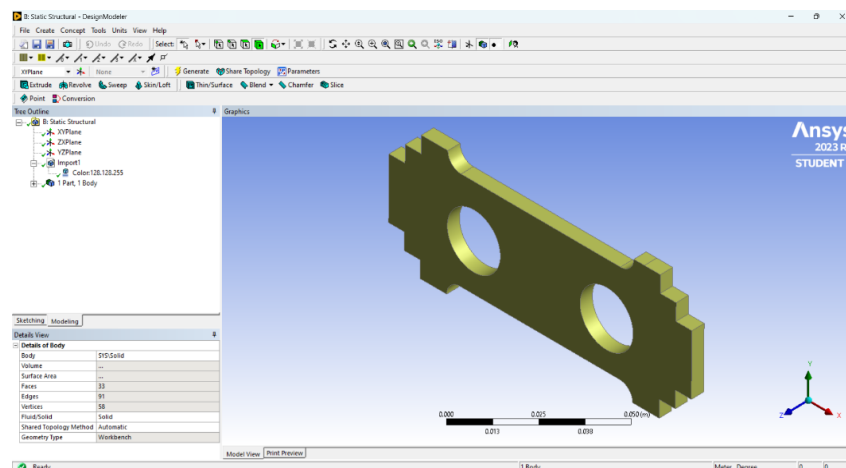 B: Static Structural - DesignModeler
File Create Concept Tools Units View Help
Undo Redo Select:
XYPlane None Generate Share Topology Parameters
Extrude Revolve Sweep Skin/Loft Thin/Surface Blend Chamfer Slice
Point Conversion
Tree Outline
B: Static Structural
XYPlane
ZXPlane
YZPlane
Import1
Color:128.128.255
1 Part, 1 Body
Sketching Modeling
Details View
Details of Body
Body SYS\Solid
Volume ...
Surface Area ...
Faces 33
Edges 91
Vertices 58
Fluid/Solid Solid
Shared Topology Method Automatic
Geometry Type Workbench
Graphics
Ansys
2023 R
STUDENT
0.000 0.025 0.050 (m)
0.013 0.038
Y
Z X
Model View Print Preview
Ready 1 Body Meter Degree 0 0